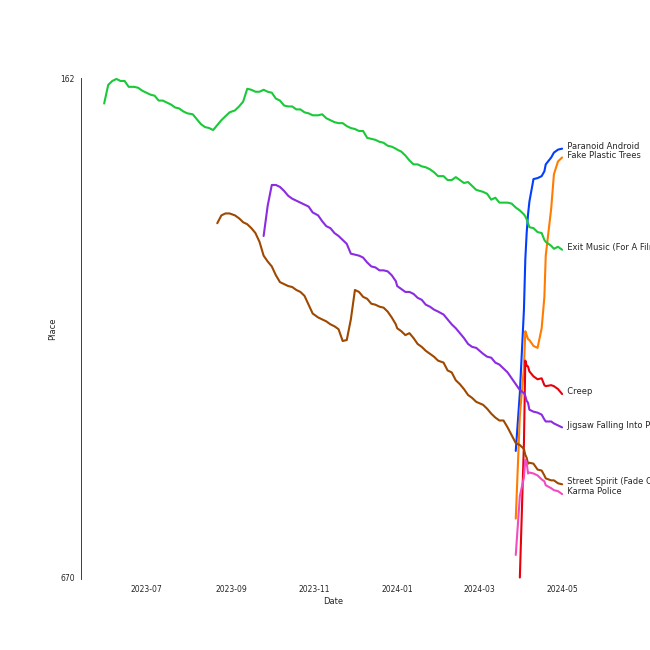 162
Paranoid Android
Fake Plastic Trees
Exit Music (For A Fil
Place
Creep
Jigsaw Falling Into P
Street Spirit (Fade O
Karma Police
670
2023-07 2023-09 2023-11 2024-01 2024-03 2024-05
Date